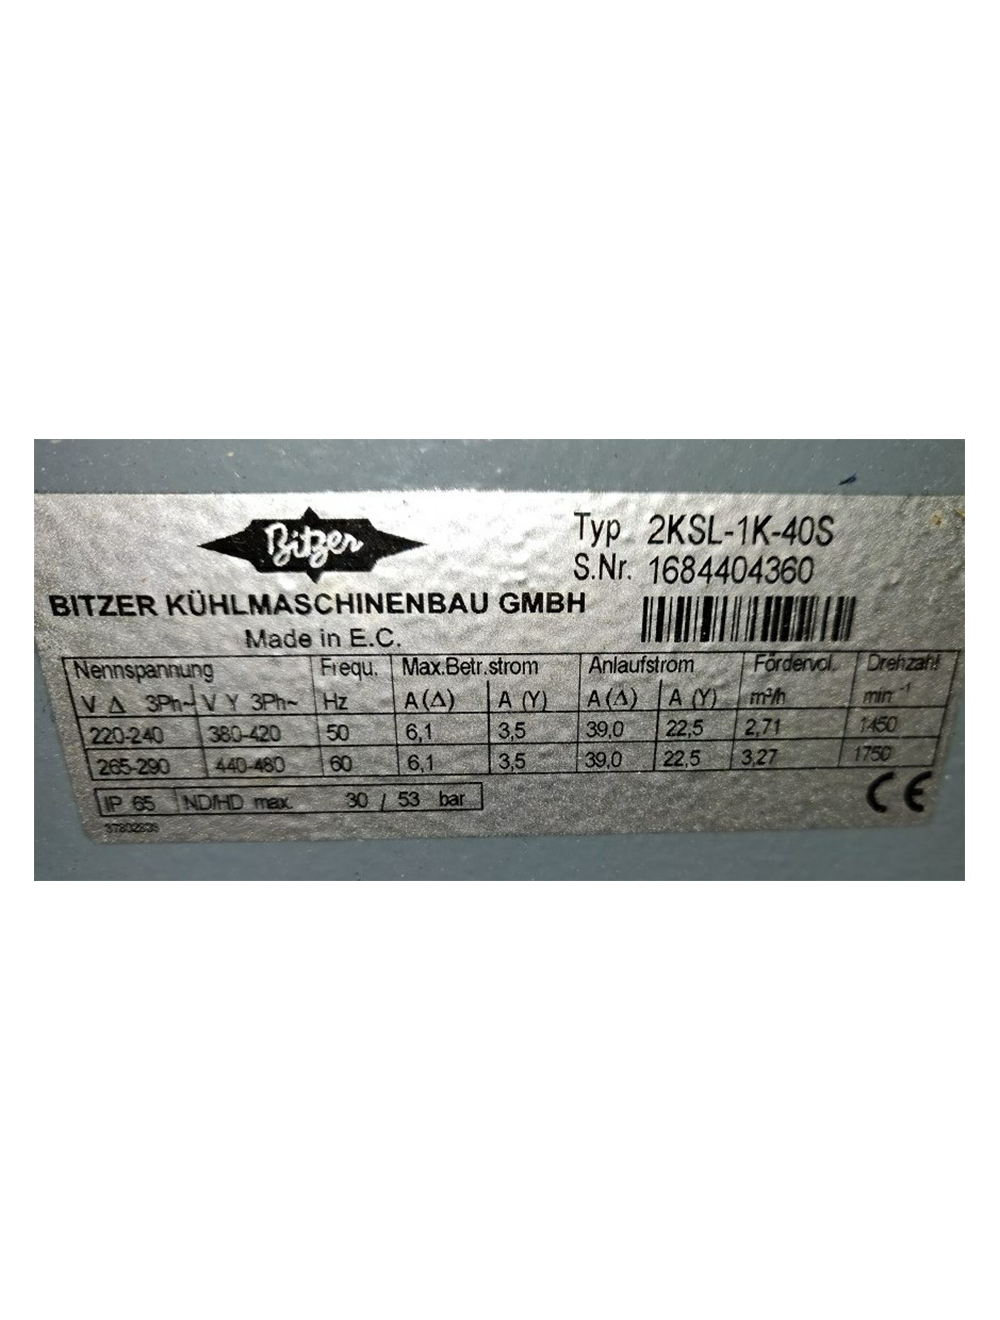 Bitzer
Typ 2KSL-1K-40S
S.Nr. 1684404360
BITZER KÜHLMASCHINENBAU GMBH
Made in E.C.
Nennspannung Frequ. Max.Betr.strom Anlaufstrom Fördervol. Drehzahl
V Δ 3Ph~ V Y 3Ph~ Hz A(Δ) A (Y) A(Δ) A (Y) m³/h min⁻¹
220-240 380-420 50 6,1 3,5 39,0 22,5 2,71 1450
265-290 440-480 60 6,1 3,5 39,0 22,5 3,27 1750
IP 65 ND/HD max. 30 / 53 bar
CE